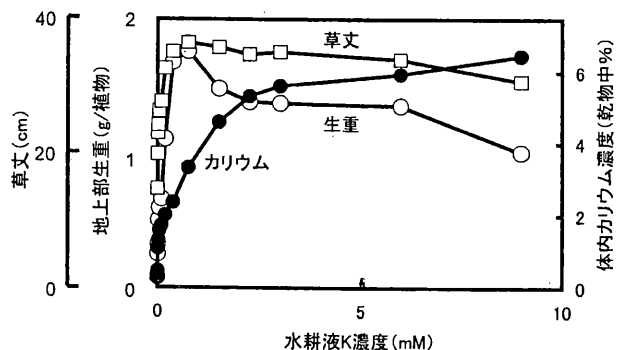 40
20
0
草丈(cm)
2
1
0
地上部生重(g/植物)
草丈
生重
カリウム
6
4
2
0
体内カリウム濃度(乾物中%)
0
5
10
水耕液K濃度(mM)